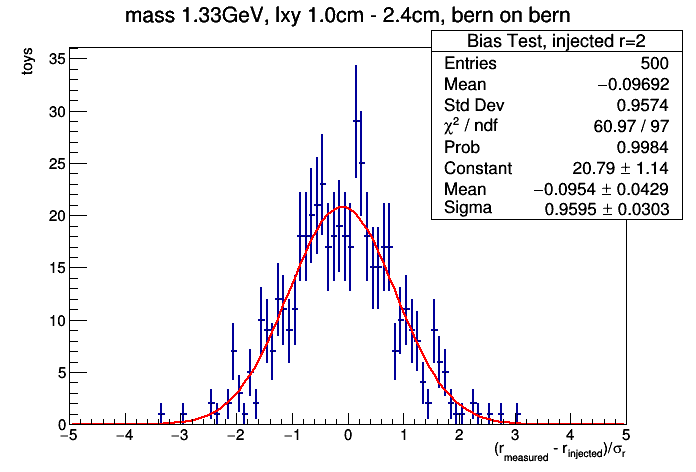 mass 1.33GeV, lxy 1.0cm - 2.4cm, bern on bern
Bias Test, injected r=2
Entries 500
Mean −0.09692
Std Dev 0.9574
χ² / ndf 60.97 / 97
Prob 0.9984
Constant 20.79 ± 1.14
Mean −0.0954 ± 0.0429
Sigma 0.9595 ± 0.0303
toys
35
30
25
20
15
10
5
0
−5 −4 −3 −2 −1 0 1 2 3 4 5
(r_measured - r_injected)/σ_r